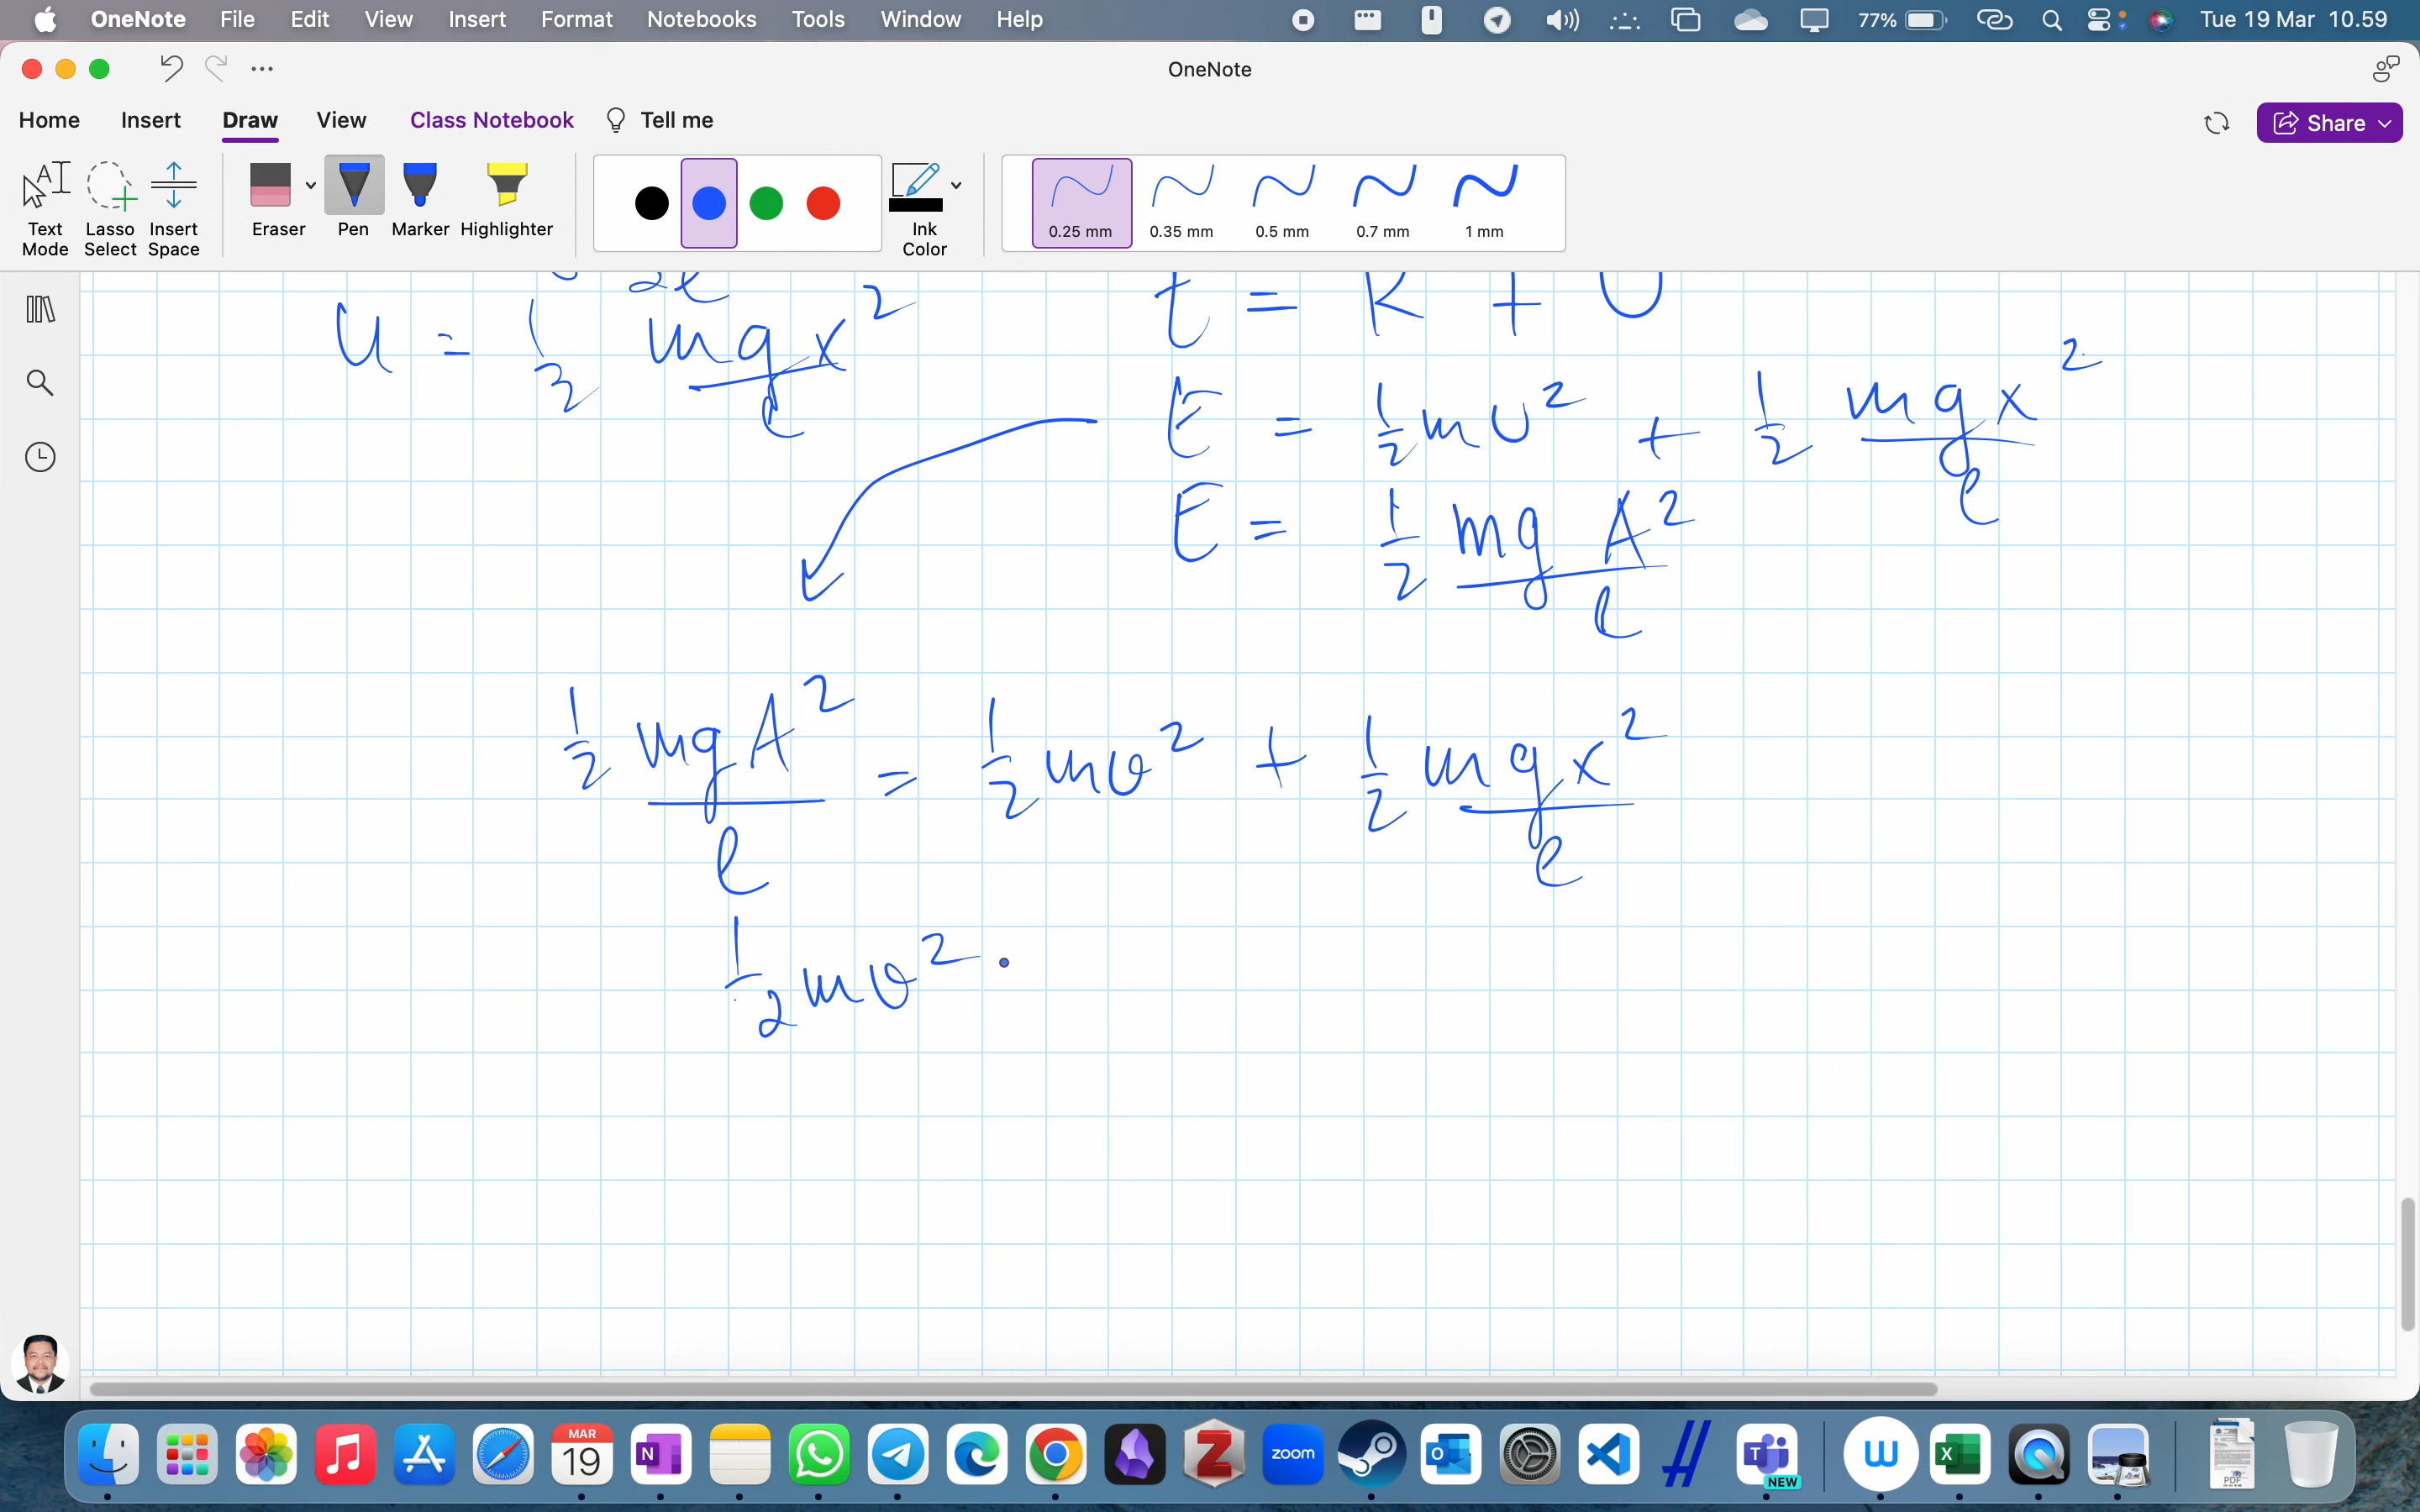 OneNote File Edit View Insert Format Notebooks Tools Window Help 77% Tue 19 Mar 10.59
OneNote
Home Insert Draw View Class Notebook Tell me Share
A
Text Mode
Lasso Select
Insert Space
Eraser
Pen
Marker
Highlighter
Ink Color
0.25 mm
0.35 mm
0.5 mm
0.7 mm
1 mm
U = 1/2 mgx²/ℓ
E = K + U
E = 1/2 mv² + 1/2 mgx²/ℓ
E = 1/2 mg A²/ℓ
1/2 mgA²/ℓ = 1/2 mv² + 1/2 mgx²/ℓ
1/2 mv²
MAR
19
N
Z
zoom
O
T
NEW
W
X
PDF